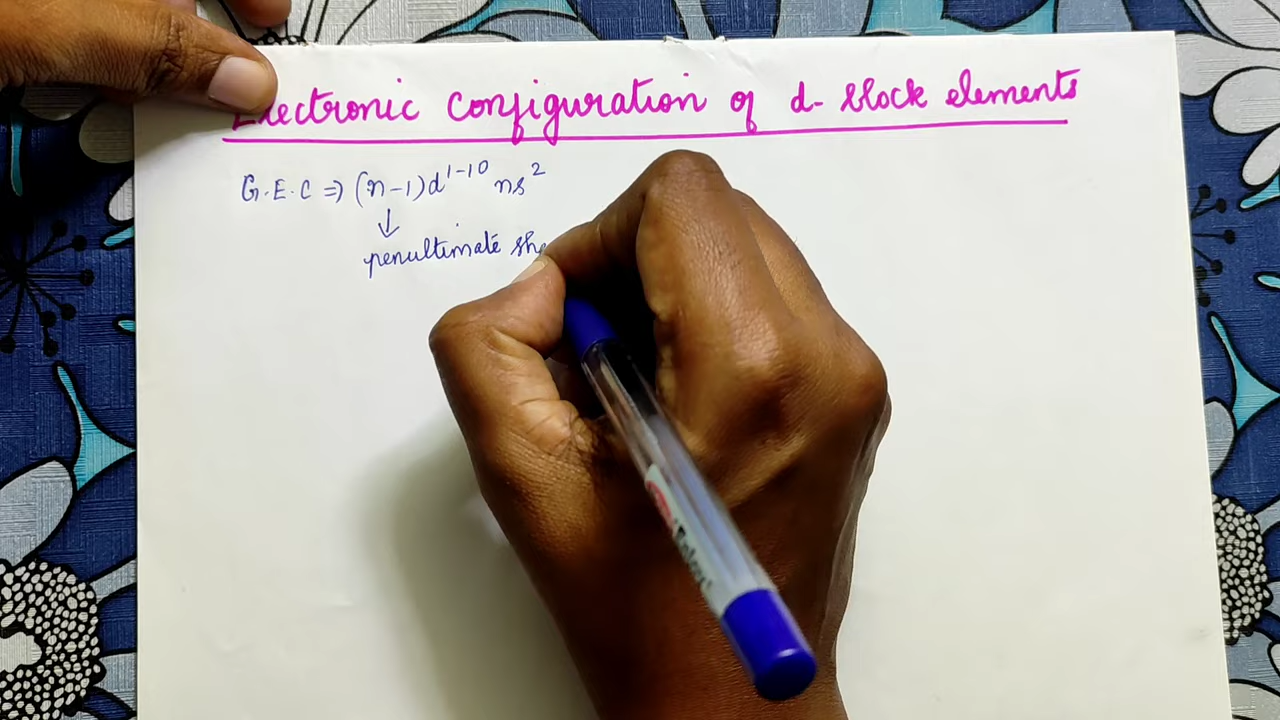 Electronic Configuration of d- block elements
G.E.C ⇒ (n-1)d¹⁻¹⁰ ns²
↓
penultimate